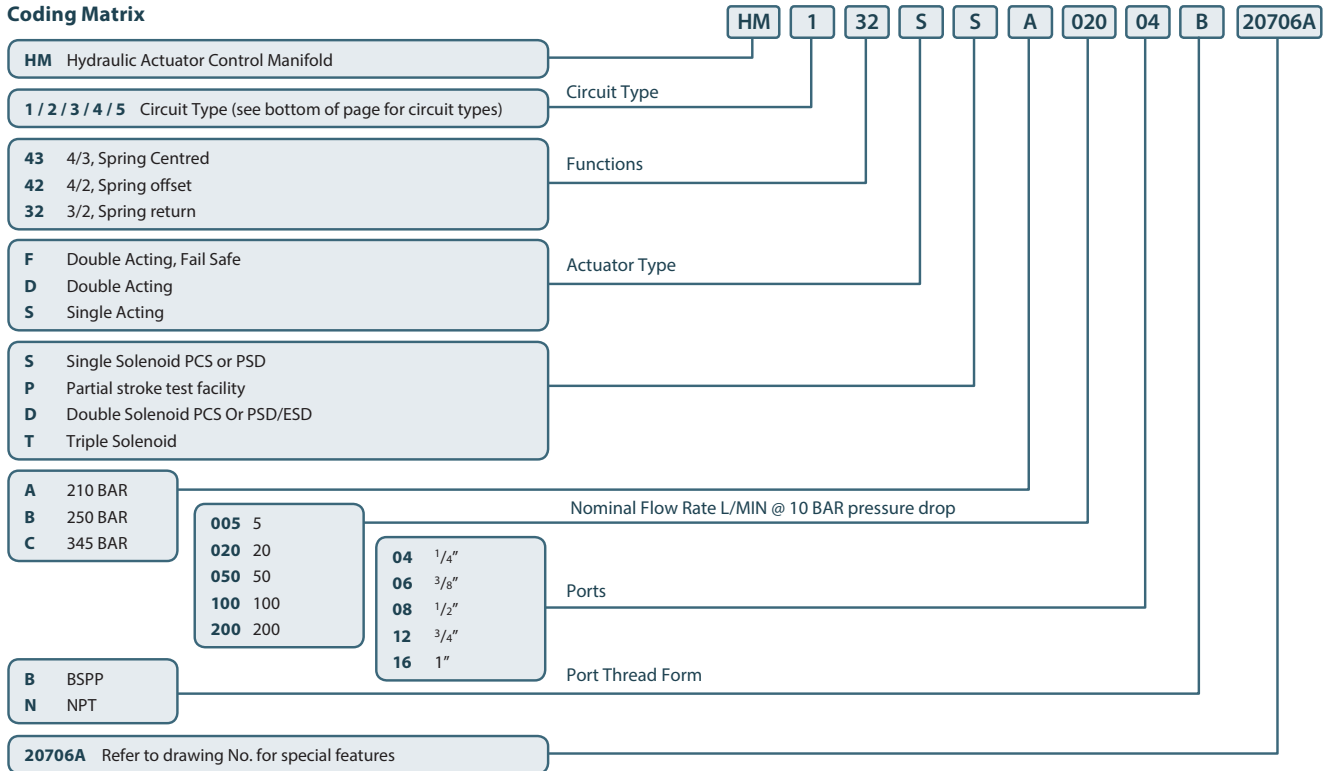 Coding Matrix
HM 1 32 S S A 020 04 B 20706A
HM Hydraulic Actuator Control Manifold
Circuit Type
1 / 2 / 3 / 4 / 5 Circuit Type (see bottom of page for circuit types)
43 4/3, Spring Centred
42 4/2, Spring offset
32 3/2, Spring return
Functions
F Double Acting, Fail Safe
D Double Acting
S Single Acting
Actuator Type
S Single Solenoid PCS or PSD
P Partial stroke test facility
D Double Solenoid PCS Or PSD/ESD
T Triple Solenoid
A 210 BAR
B 250 BAR
C 345 BAR
Nominal Flow Rate L/MIN @ 10 BAR pressure drop
005 5
020 20
050 50
100 100
200 200
04 1/4"
06 3/8"
08 1/2"
12 3/4"
16 1"
Ports
B BSPP
N NPT
Port Thread Form
20706A Refer to drawing No. for special features